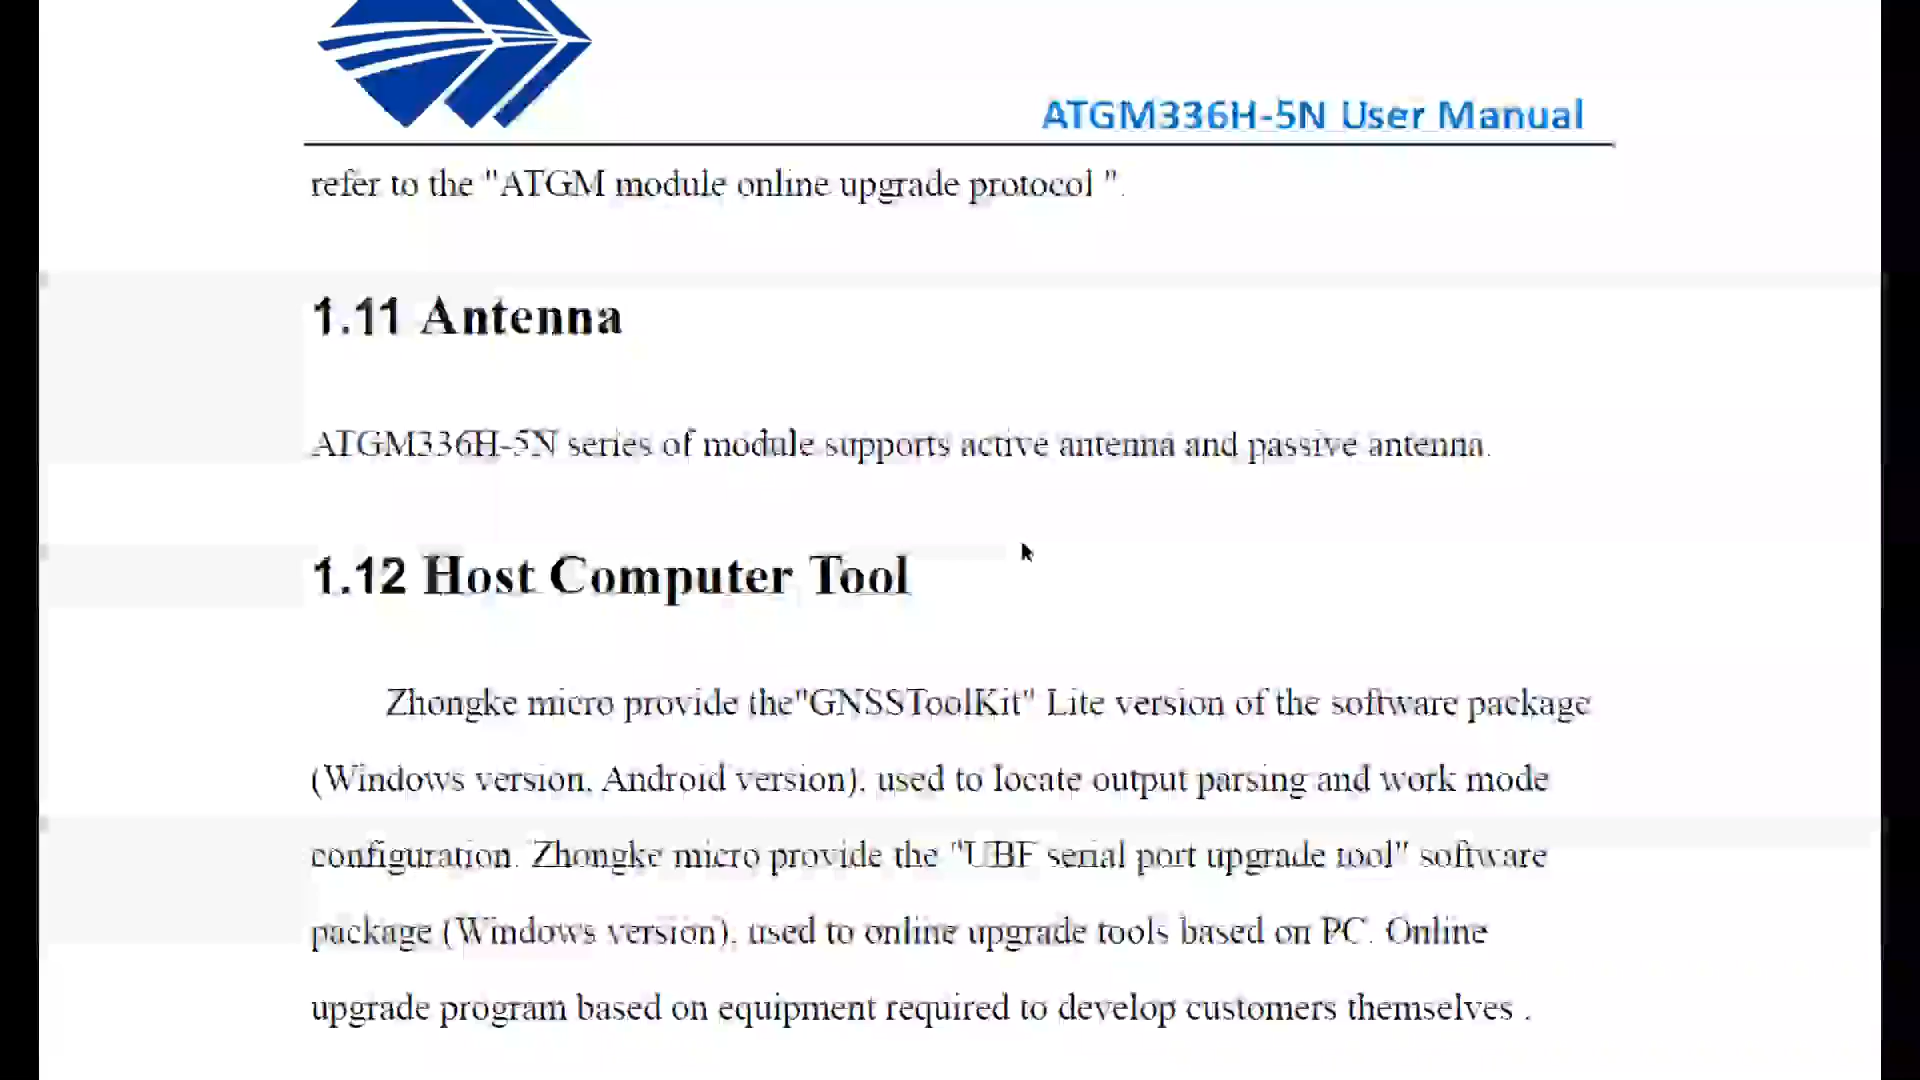 ATGM336H-5N User Manual
refer to the "ATGM module online upgrade protocol ".
1.11 Antenna
ATGM336H-5N series of module supports active antenna and passive antenna.
1.12 Host Computer Tool
Zhongke micro provide the"GNSSToolKit" Lite version of the software package
(Windows version, Android version), used to locate output parsing and work mode
configuration. Zhongke micro provide the "UBF serial port upgrade tool" software
package (Windows version), used to online upgrade tools based on PC. Online
upgrade program based on equipment required to develop customers themselves .